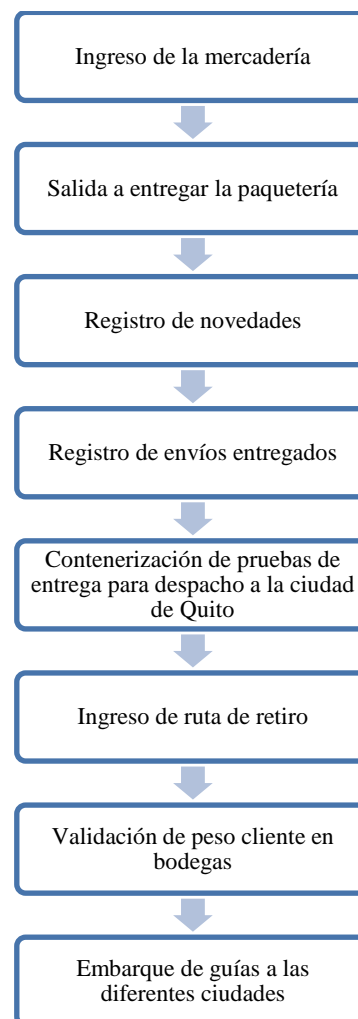 Ingreso de la mercadería
Salida a entregar la paquetería
Registro de novedades
Registro de envíos entregados
Contenerización de pruebas de
entrega para despacho a la ciudad
de Quito
Ingreso de ruta de retiro
Validación de peso cliente en
bodegas
Embarque de guías a las
diferentes ciudades